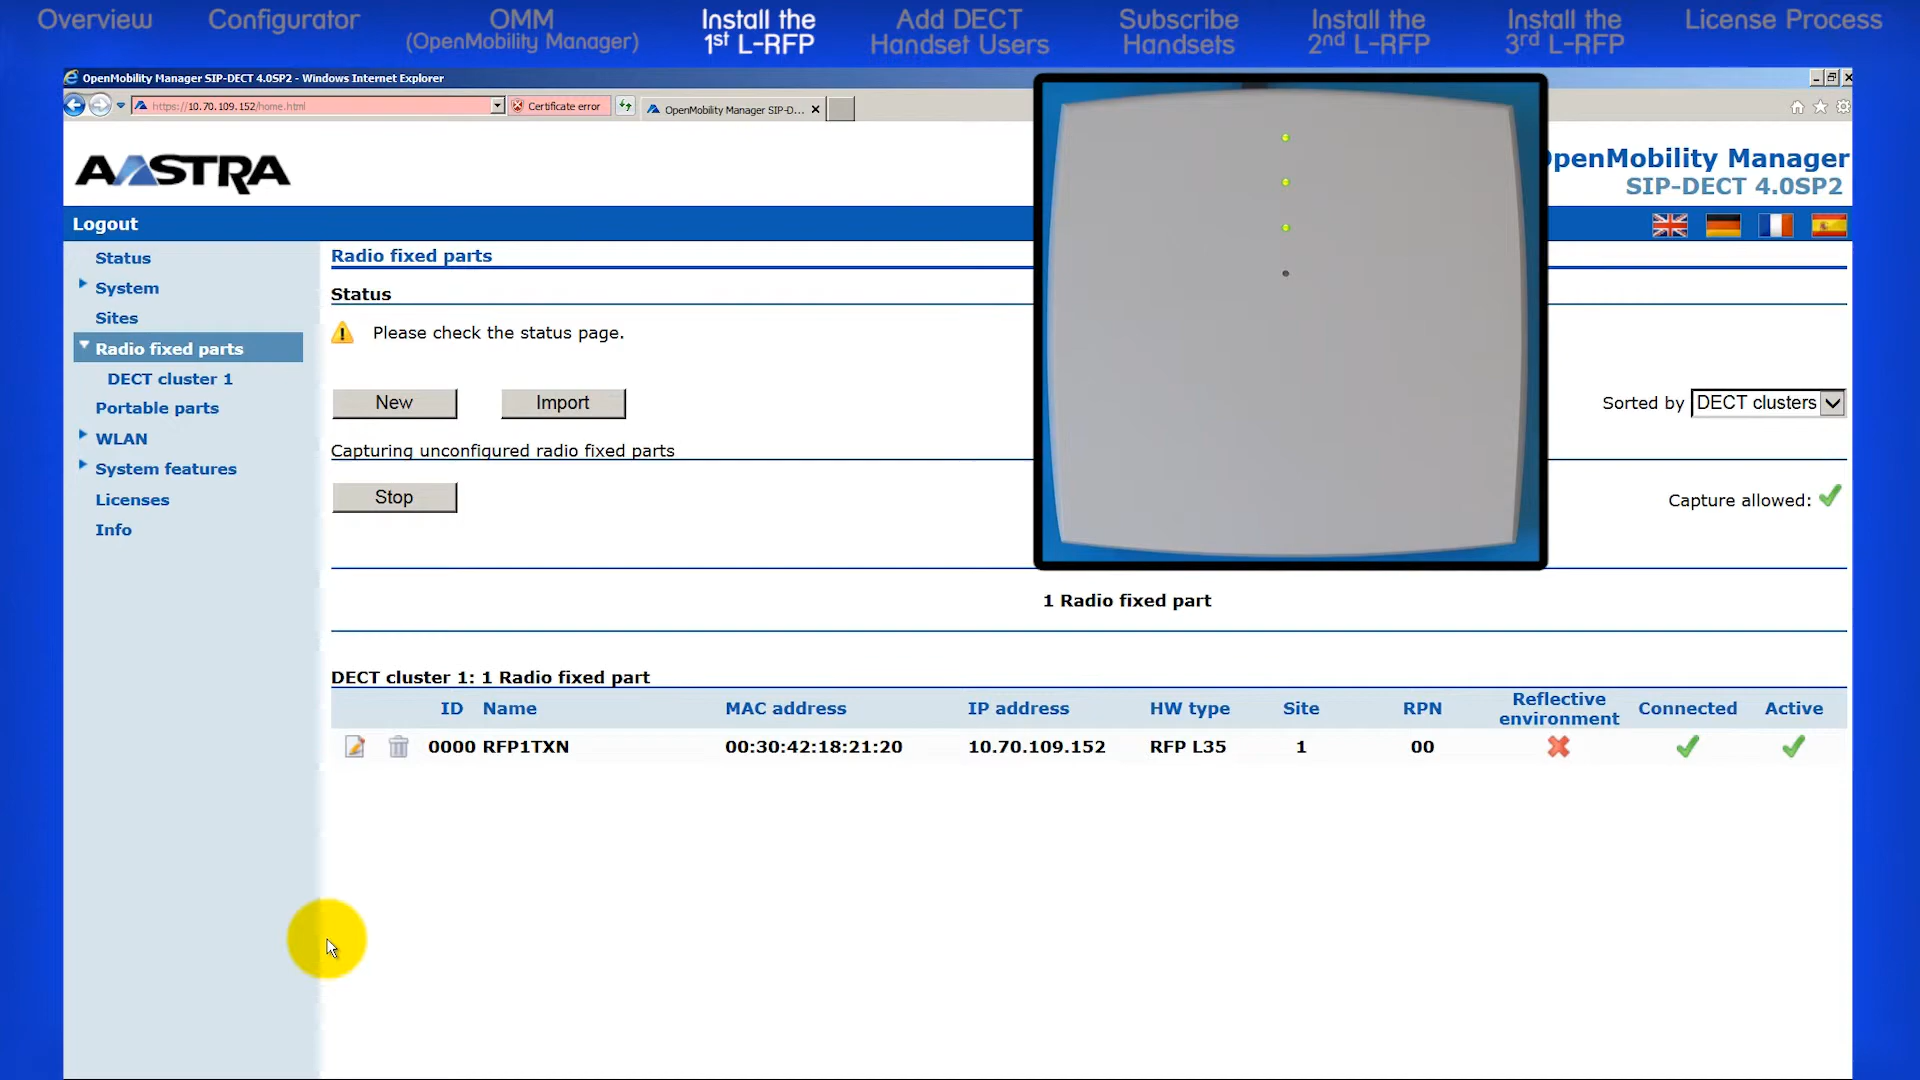 Overview
Configurator
OMM
(OpenMobility Manager)
Install the
1st L-RFP
Add DECT
Handset Users
Subscribe
Handsets
Install the
2nd L-RFP
Install the
3rd L-RFP
License Process
OpenMobility Manager SIP-DECT 4.0SP2 - Windows Internet Explorer
https://10.70.109.152/home.html
Certificate error
OpenMobility Manager SIP-D...
AASTRA
OpenMobility Manager
SIP-DECT 4.0SP2
Logout
Status
System
Sites
Radio fixed parts
DECT cluster 1
Portable parts
WLAN
System features
Licenses
Info
Radio fixed parts
Status
Please check the status page.
New
Import
Sorted by DECT clusters
Capturing unconfigured radio fixed parts
Stop
Capture allowed:
1 Radio fixed part
DECT cluster 1: 1 Radio fixed part
ID Name MAC address IP address HW type Site RPN Reflective environment Connected Active
0000 RFP1TXN 00:30:42:18:21:20 10.70.109.152 RFP L35 1 00